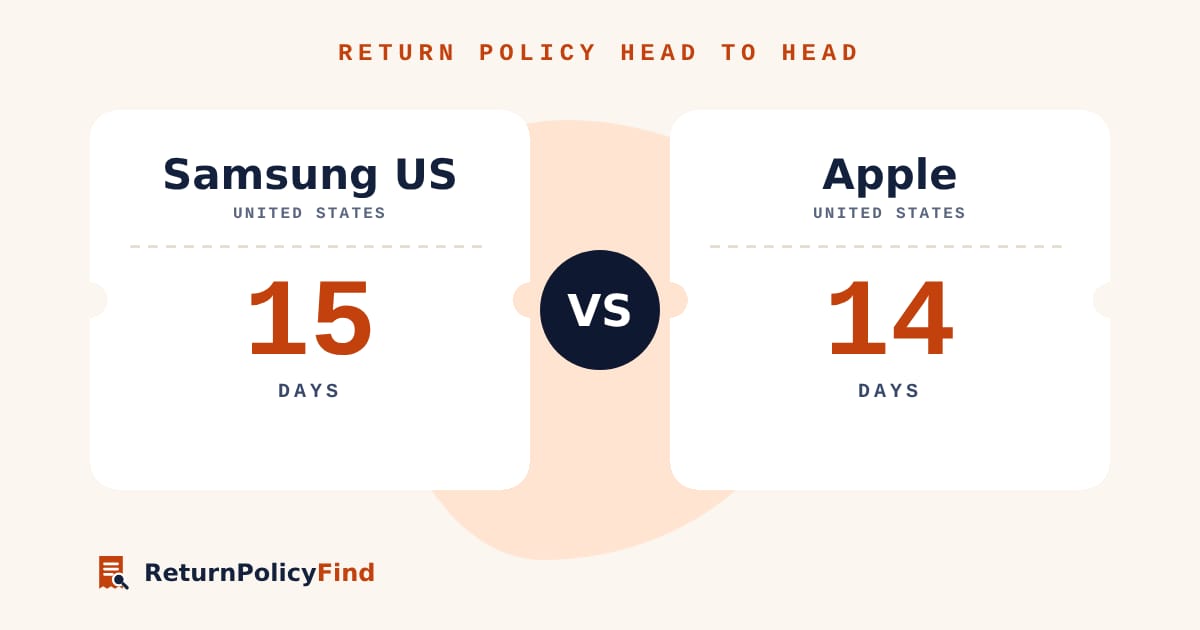 RETURN POLICY HEAD TO HEAD
Samsung US
UNITED STATES
15
DAYS
VS
Apple
UNITED STATES
14
DAYS
ReturnPolicyFind